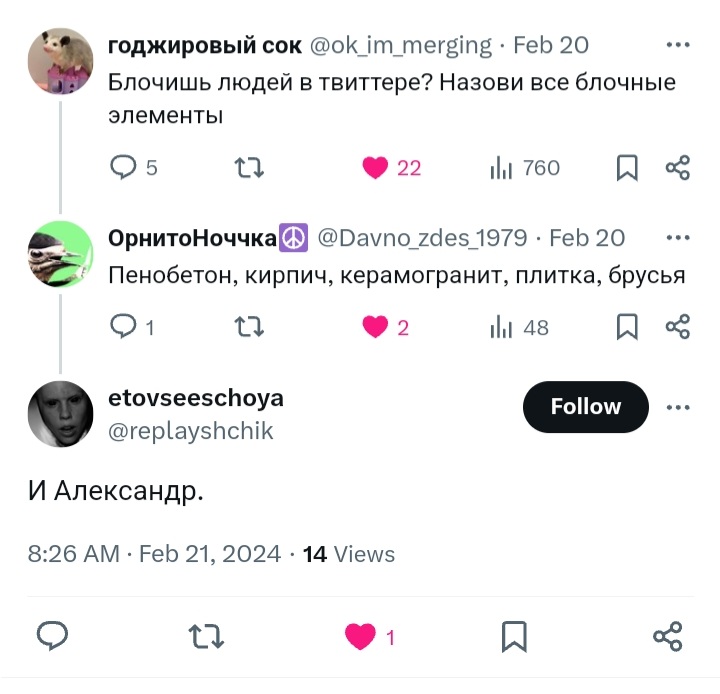 годжировый сок @ok_im_merging · Feb 20
Блочишь людей в твиттере? Назови все блочные
элементы
5 22 760
ОрнитоНоччка☮️ @Davno_zdes_1979 · Feb 20
Пенобетон, кирпич, керамогранит, плитка, брусья
1 2 48
etovseeschoya
@replayshchik
Follow
И Александр.
8:26 AM · Feb 21, 2024 · 14 Views
1